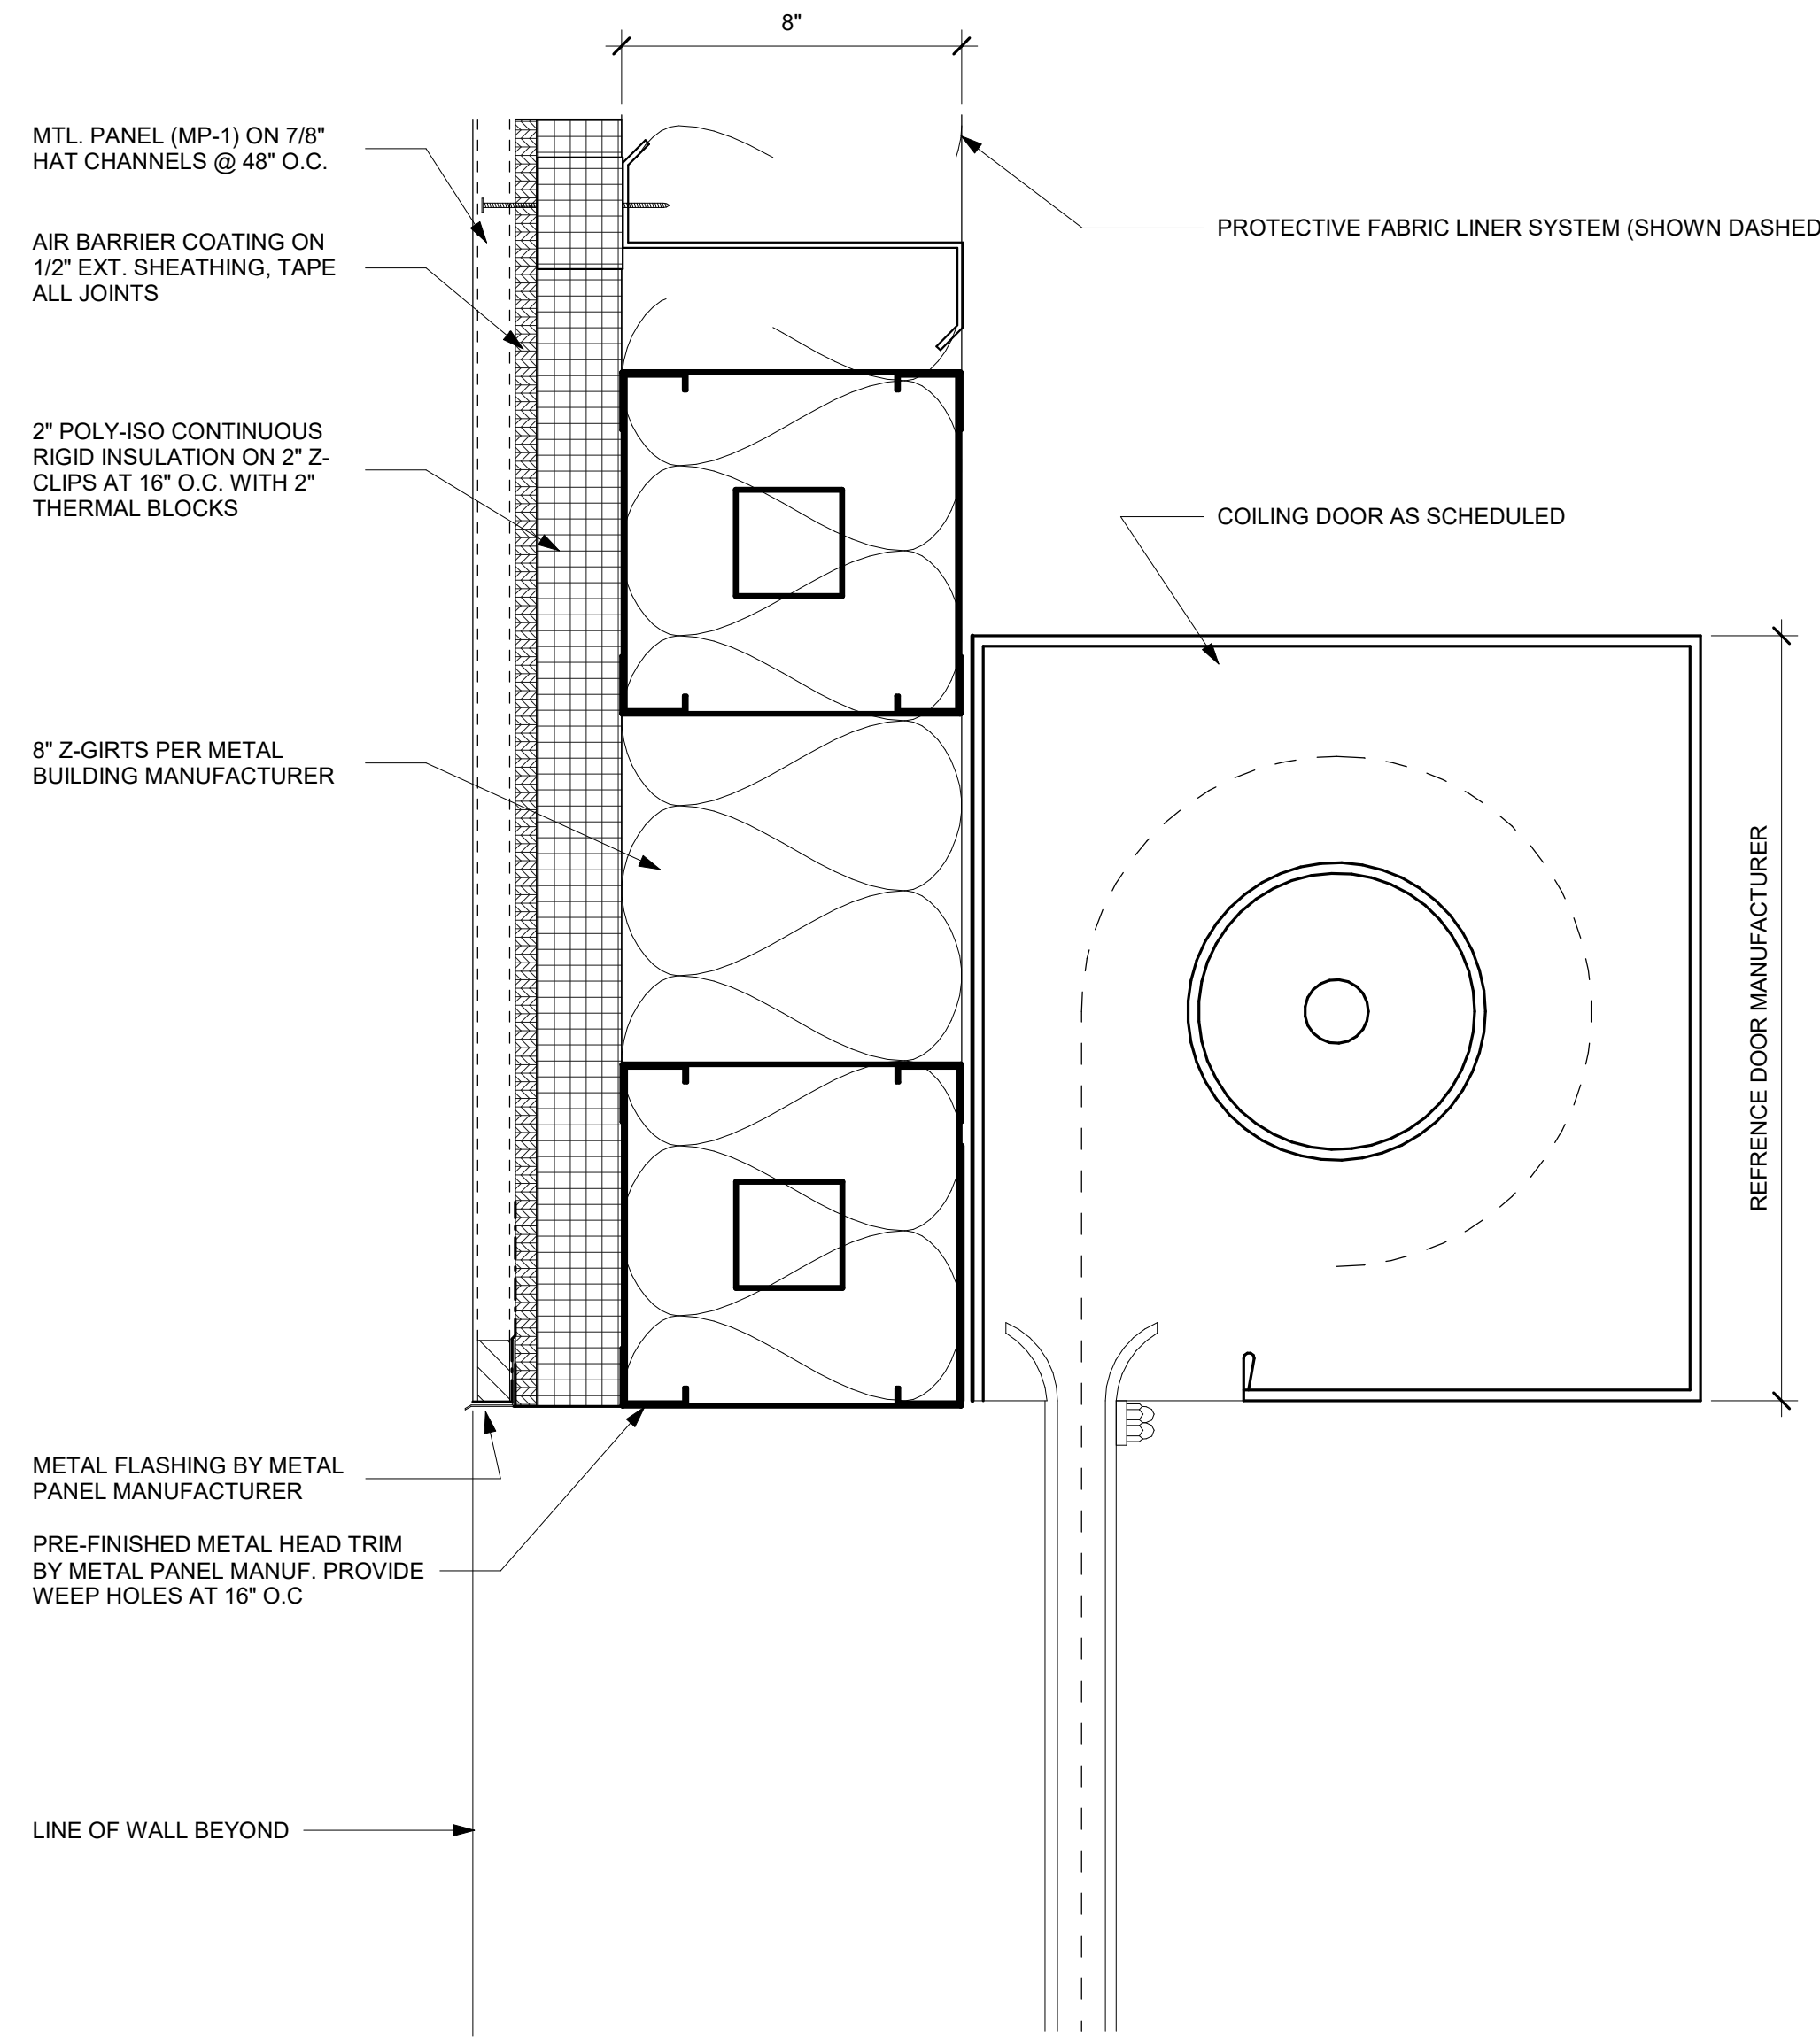 8"
MTL. PANEL (MP-1) ON 7/8"
HAT CHANNELS @ 48" O.C.
AIR BARRIER COATING ON
1/2" EXT. SHEATHING, TAPE
ALL JOINTS
2" POLY-ISO CONTINUOUS
RIGID INSULATION ON 2" Z-
CLIPS AT 16" O.C. WITH 2"
THERMAL BLOCKS
8" Z-GIRTS PER METAL
BUILDING MANUFACTURER
METAL FLASHING BY METAL
PANEL MANUFACTURER
PRE-FINISHED METAL HEAD TRIM
BY METAL PANEL MANUF. PROVIDE
WEEP HOLES AT 16" O.C
LINE OF WALL BEYOND
PROTECTIVE FABRIC LINER SYSTEM (SHOWN DASHED
COILING DOOR AS SCHEDULED
REFRENCE DOOR MANUFACTURER